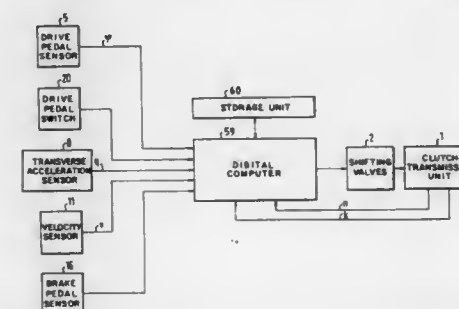 5
DRIVE
PEDAL
SENSOR
20
DRIVE
PEDAL
SWITCH
8
TRANSVERSE
ACCELERATION
SENSOR
11
VELOCITY
SENSOR
16
BRAKE
PEDAL
SENSOR
60
STORAGE UNIT
59
DIGITAL
COMPUTER
2
SHIFTING
VALVES
1
CLUTCH-
TRANSMISS
UNIT